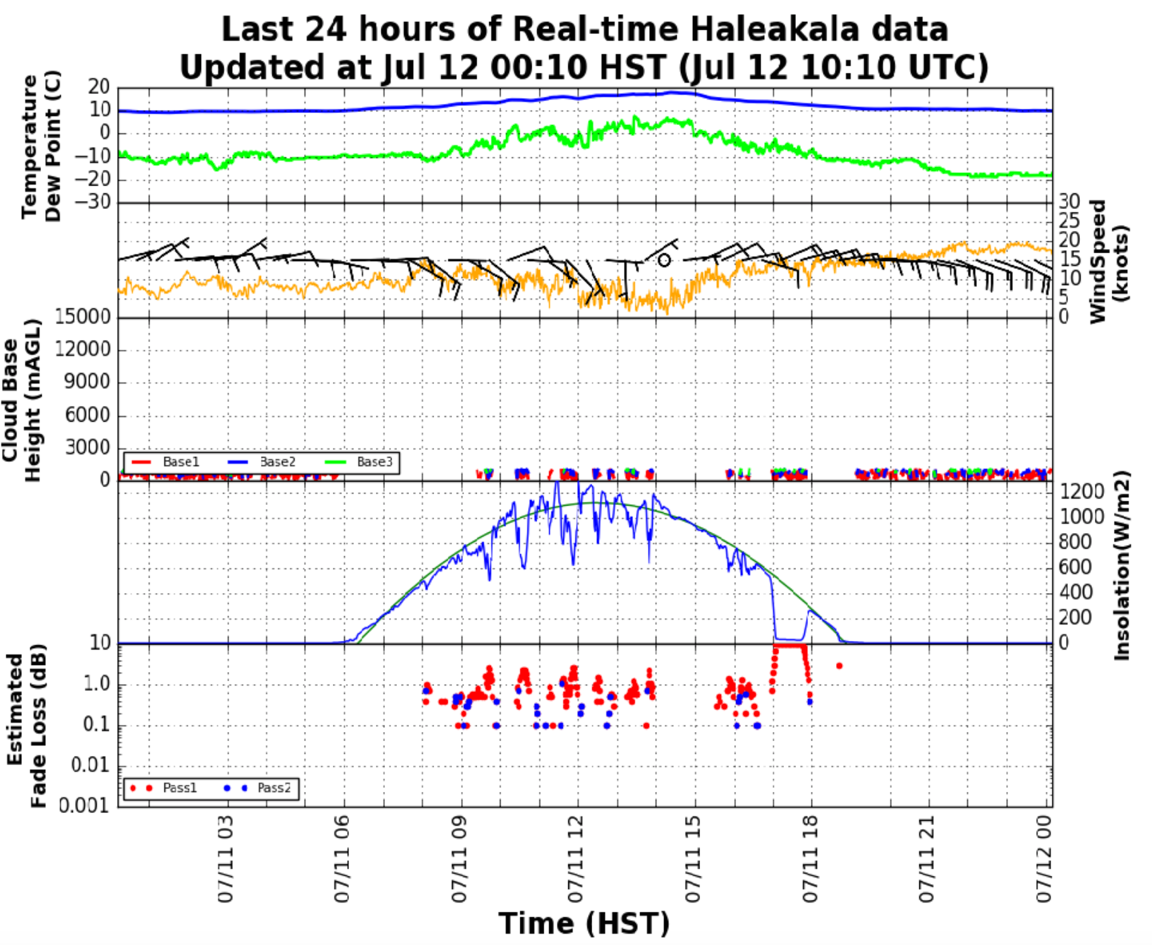 Last 24 hours of Real-time Haleakala data
Updated at Jul 12 00:10 HST (Jul 12 10:10 UTC)
Temperature
Dew Point (C)
20
10
0
−10
−20
−30
30
25
20
15
10
5
0
WindSpeed
(knots)
Cloud Base
Height (mAGL)
15000
12000
9000
6000
3000
0
Base1 Base2 Base3
1200
1000
800
600
400
200
0
Insolation(W/m2)
Estimated
Fade Loss (dB)
10
1.0
0.1
0.01
0.001
Pass1 Pass2
07/11 03
07/11 06
07/11 09
07/11 12
07/11 15
07/11 18
07/11 21
07/12 00
Time (HST)